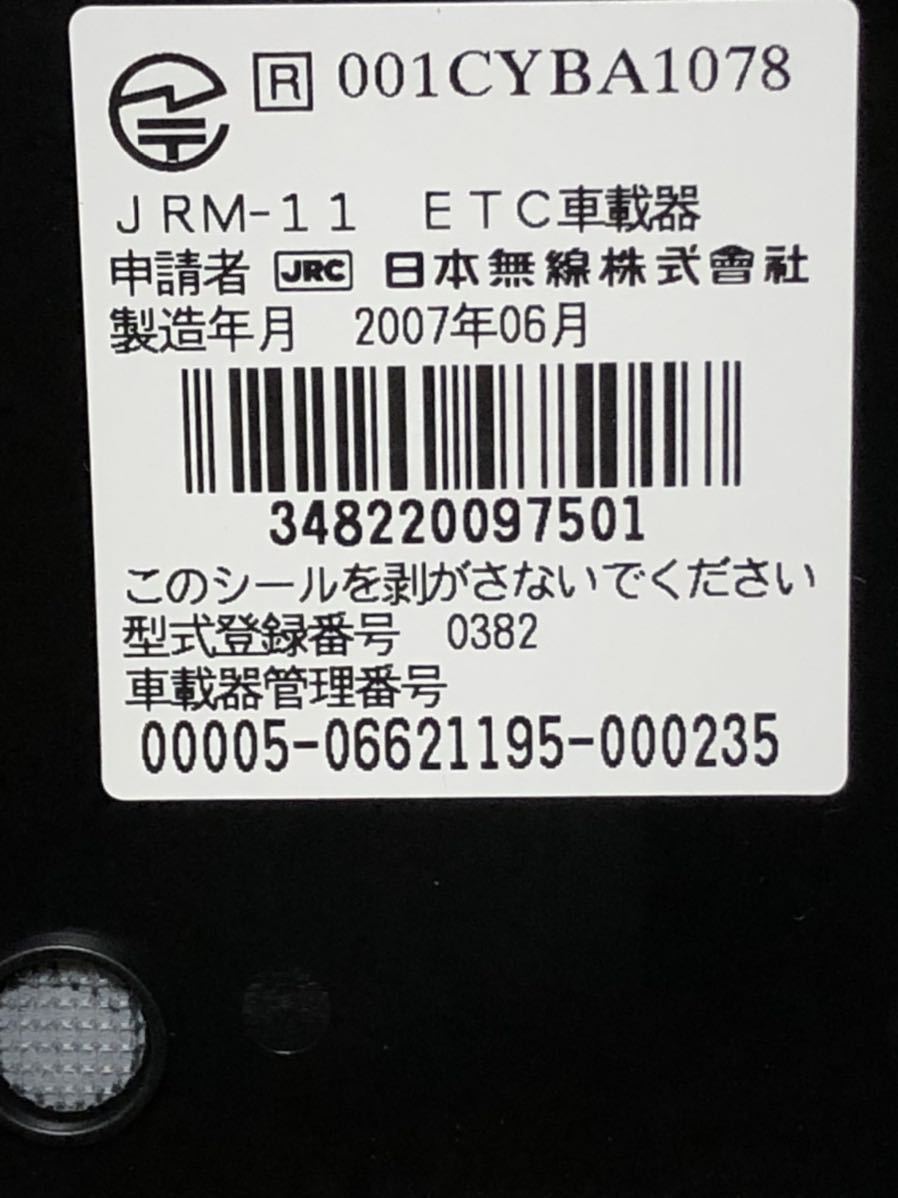 R 001CYBA1078
JRM-11 ETC車載器
申請者 JRC 日本無線株式會社
製造年月 2007年06月
348220097501
このシールを剥がさないでください
型式登録番号 0382
車載器管理番号
00005-06621195-000235